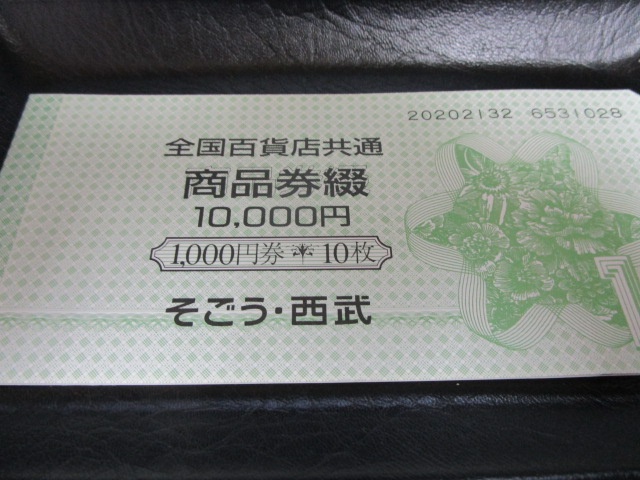 20202132 6531028
全国百貨店共通
商品券綴
10,000円
1,000円券 10枚
そごう・西武
1